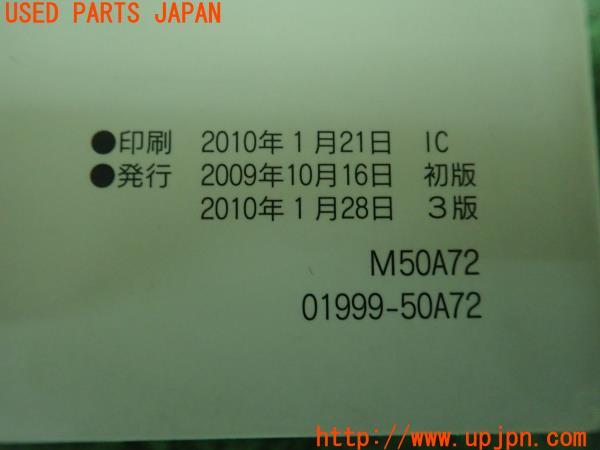 USED PARTS JAPAN
●印刷 2010年1月21日 IC
●発行 2009年10月16日 初版
2010年1月28日 3版
M50A72
01999-50A72
UPJ
http://www.upjpn.com/